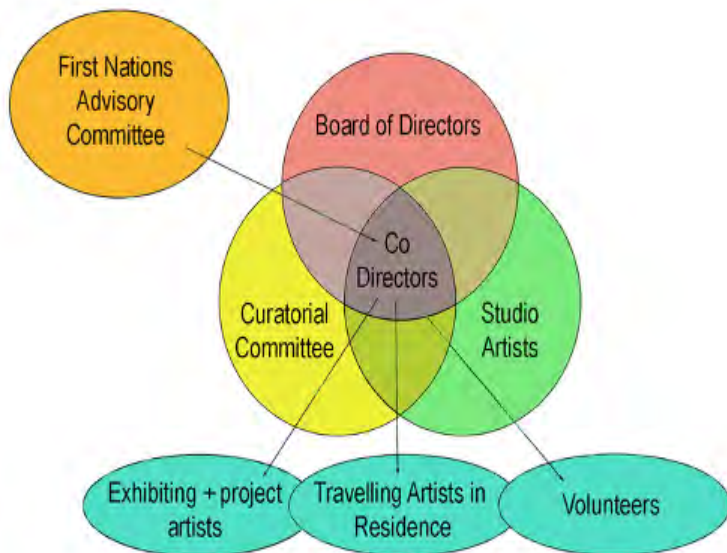 First Nations
Advisory
Committee
Board of Directors
Co
Directors
Curatorial
Committee
Studio
Artists
Exhibiting + project
artists
Travelling Artists in
Residence
Volunteers